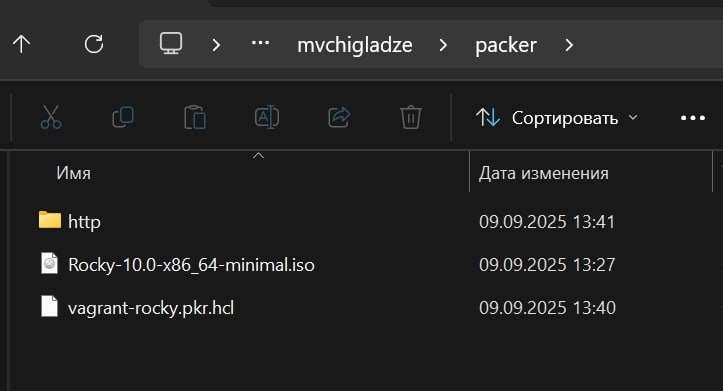 mvchigladze packer
Сортировать
Имя Дата изменения
http 09.09.2025 13:41
Rocky-10.0-x86_64-minimal.iso 09.09.2025 13:27
vagrant-rocky.pkr.hcl 09.09.2025 13:40